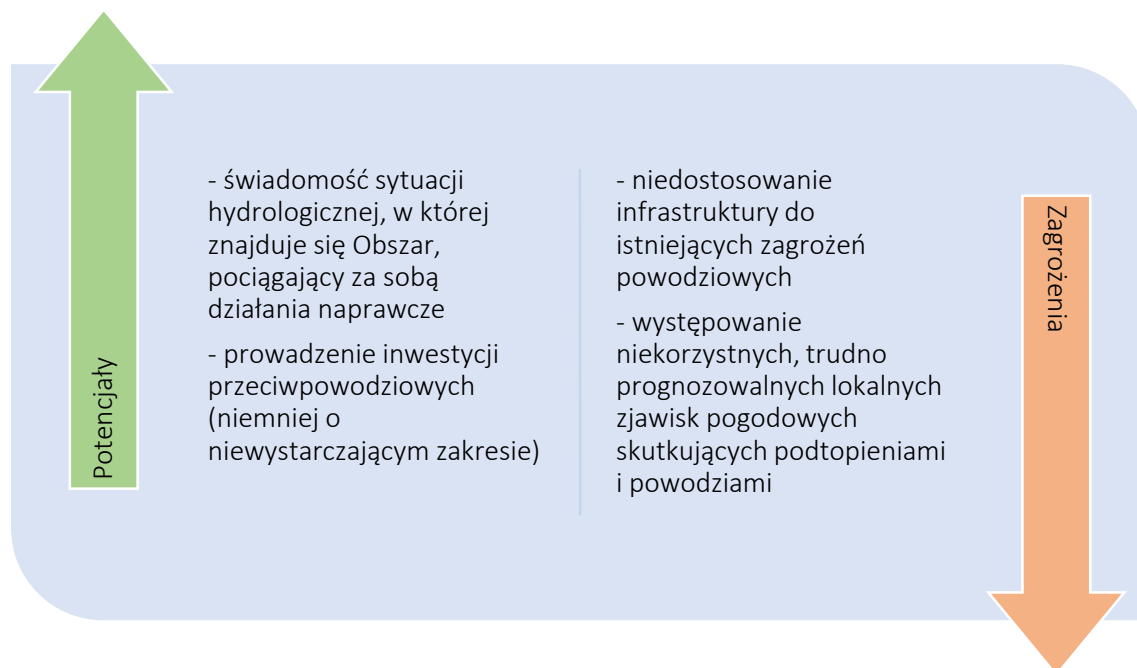 Potencjały
- świadomość sytuacji
hydrologicznej, w której
znajduje się Obszar,
pociągający za sobą
działania naprawcze
- prowadzenie inwestycji
przeciwpowodziowych
(niemniej o
niewystarczającym zakresie)
- niedostosowanie
infrastruktury do
istniejących zagrożeń
powodziowych
- występowanie
niekorzystnych, trudno
prognozowalnych lokalnych
zjawisk pogodowych
skutkujących podtopieniami
i powodziami
Zagrożenia